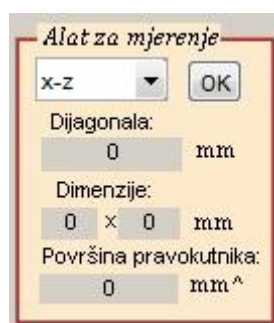 Alat za mjerenje
x-z OK
Dijagonala:
0 mm
Dimenzije:
0 x 0 mm
Površina pravokutnika:
0 mm^